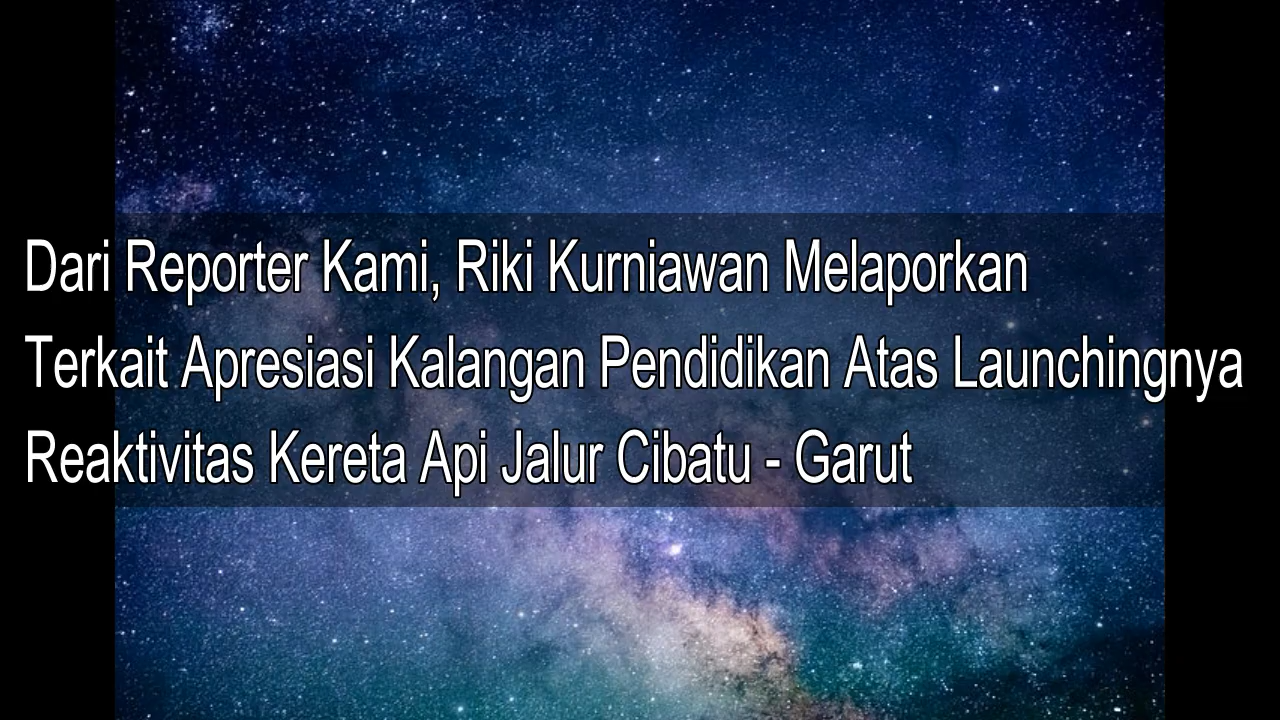 Dari Reporter Kami, Riki Kurniawan Melaporkan
Terkait Apresiasi Kalangan Pendidikan Atas Launchingnya
Reaktivitas Kereta Api Jalur Cibatu - Garut